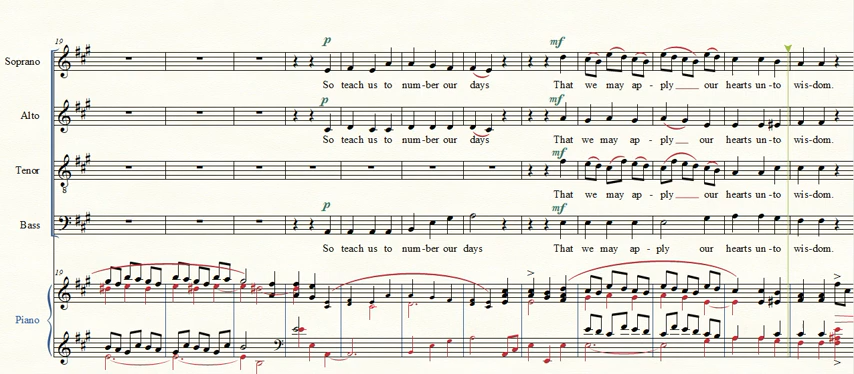 19
p
mf
Soprano
So teach us to num-ber our days That we may ap - ply___ our hearts un-to wis-dom.
p
mf
Alto
So teach us to num-ber our days That we may ap - ply___ our hearts un-to wis-dom.
mf
Tenor
8
That we may ap - ply___ our hearts un-to wis-dom.
p
mf
Bass
So teach us to num-ber our days That we may ap - ply our hearts un-to wis-dom.
19
Piano